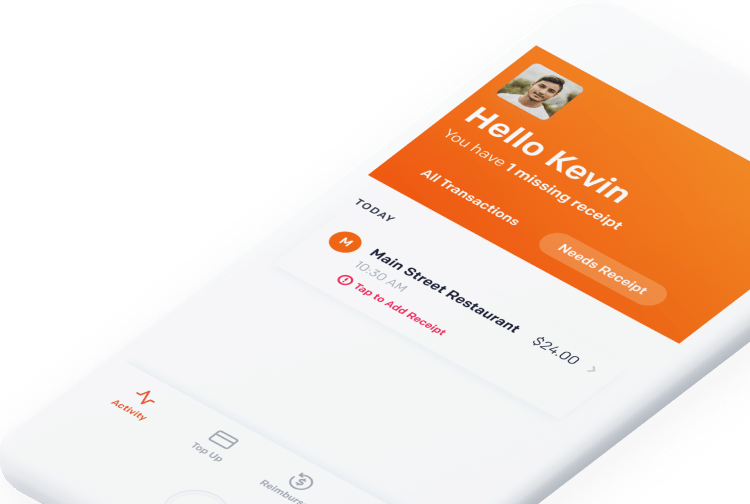 Hello Kevin
You have 1 missing receipt
All Transactions
Needs Receipt
TODAY
M
Main Street Restaurant
10:30 AM
$24.00
Tap to Add Receipt
Activity
Top Up